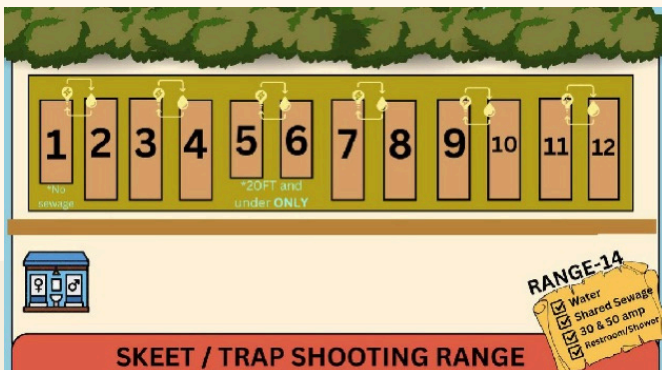 1 2 3 4 5 6 7 8 9 10 11 12
*No
sewage
*20FT and
under ONLY
RANGE-14
Water
Shared Sewage
30 & 50 amp
Restroom/Shower
SKEET / TRAP SHOOTING RANGE